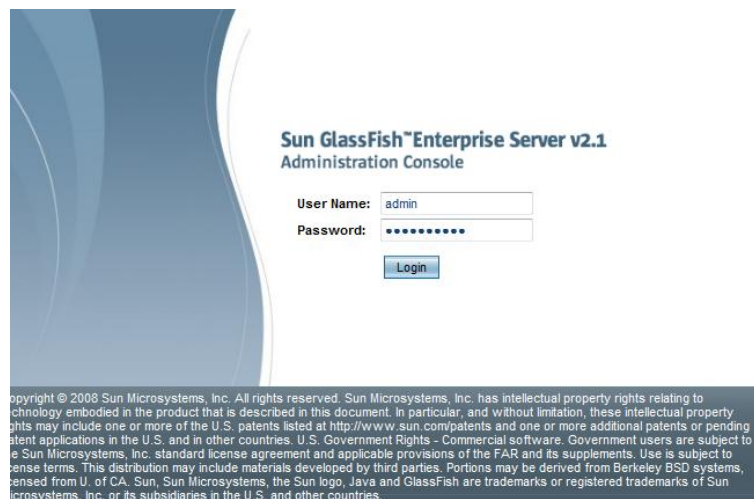 Sun GlassFish™ Enterprise Server v2.1
Administration Console
User Name: admin
Password: ••••••••••
Login
opyright © 2008 Sun Microsystems, Inc. All rights reserved. Sun Microsystems, Inc. has intellectual property rights relating to
echnology embodied in the product that is described in this document. In particular, and without limitation, these intellectual property
ghts may include one or more of the U.S. patents listed at http://www.sun.com/patents and one or more additional patents or pending
atent applications in the U.S. and in other countries. U.S. Government Rights - Commercial software. Government users are subject to
e Sun Microsystems, Inc. standard license agreement and applicable provisions of the FAR and its supplements. Use is subject to
cense terms. This distribution may include materials developed by third parties. Portions may be derived from Berkeley BSD systems,
censed from U. of CA. Sun, Sun Microsystems, the Sun logo, Java and GlassFish are trademarks or registered trademarks of Sun
icrosystems, Inc. or its subsidiaries in the U.S. and other countries.